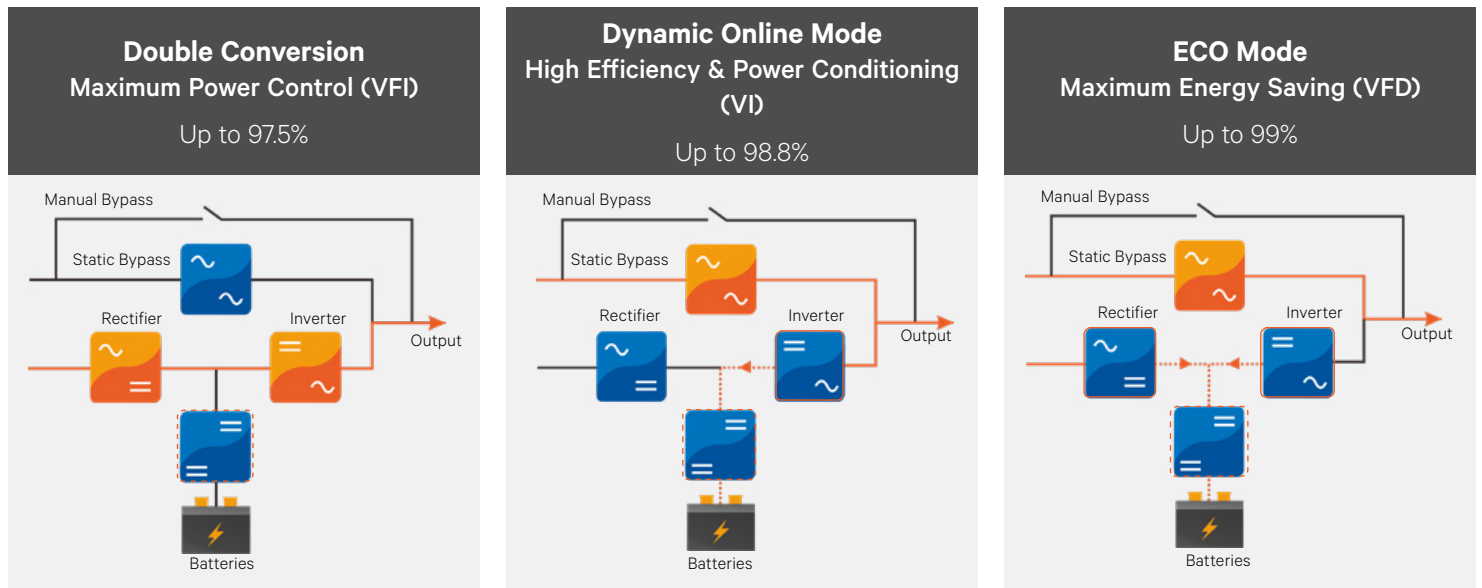 Double Conversion
Maximum Power Control (VFI)
Up to 97.5%
Manual Bypass
Static Bypass
Rectifier
Inverter
Output
Batteries
Dynamic Online Mode
High Efficiency & Power Conditioning
(VI)
Up to 98.8%
Manual Bypass
Static Bypass
Rectifier
Inverter
Output
Batteries
ECO Mode
Maximum Energy Saving (VFD)
Up to 99%
Manual Bypass
Static Bypass
Rectifier
Inverter
Output
Batteries